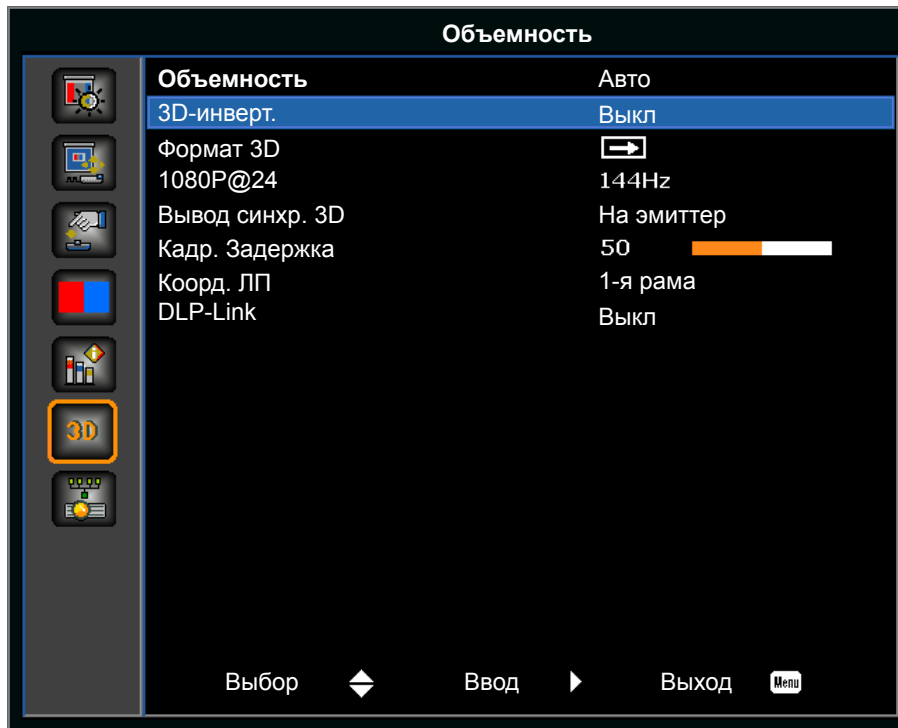 Объемность
Объемность Авто
3D-инверт. Выкл
Формат 3D
1080P@24 144Hz
Вывод синхр. 3D На эмиттер
Кадр. Задержка 50
Коорд. ЛП 1-я рама
DLP-Link Выкл
3D
Выбор Ввод Выход Menu